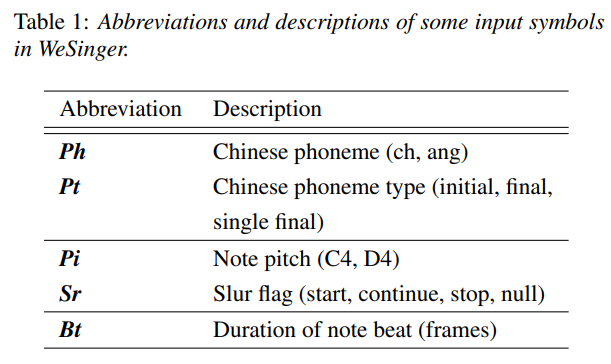 Table 1: Abbreviations and descriptions of some input symbols
in WeSinger.
Abbreviation Description
Ph Chinese phoneme (ch, ang)
Pt Chinese phoneme type (initial, final,
single final)
Pi Note pitch (C4, D4)
Sr Slur flag (start, continue, stop, null)
Bt Duration of note beat (frames)